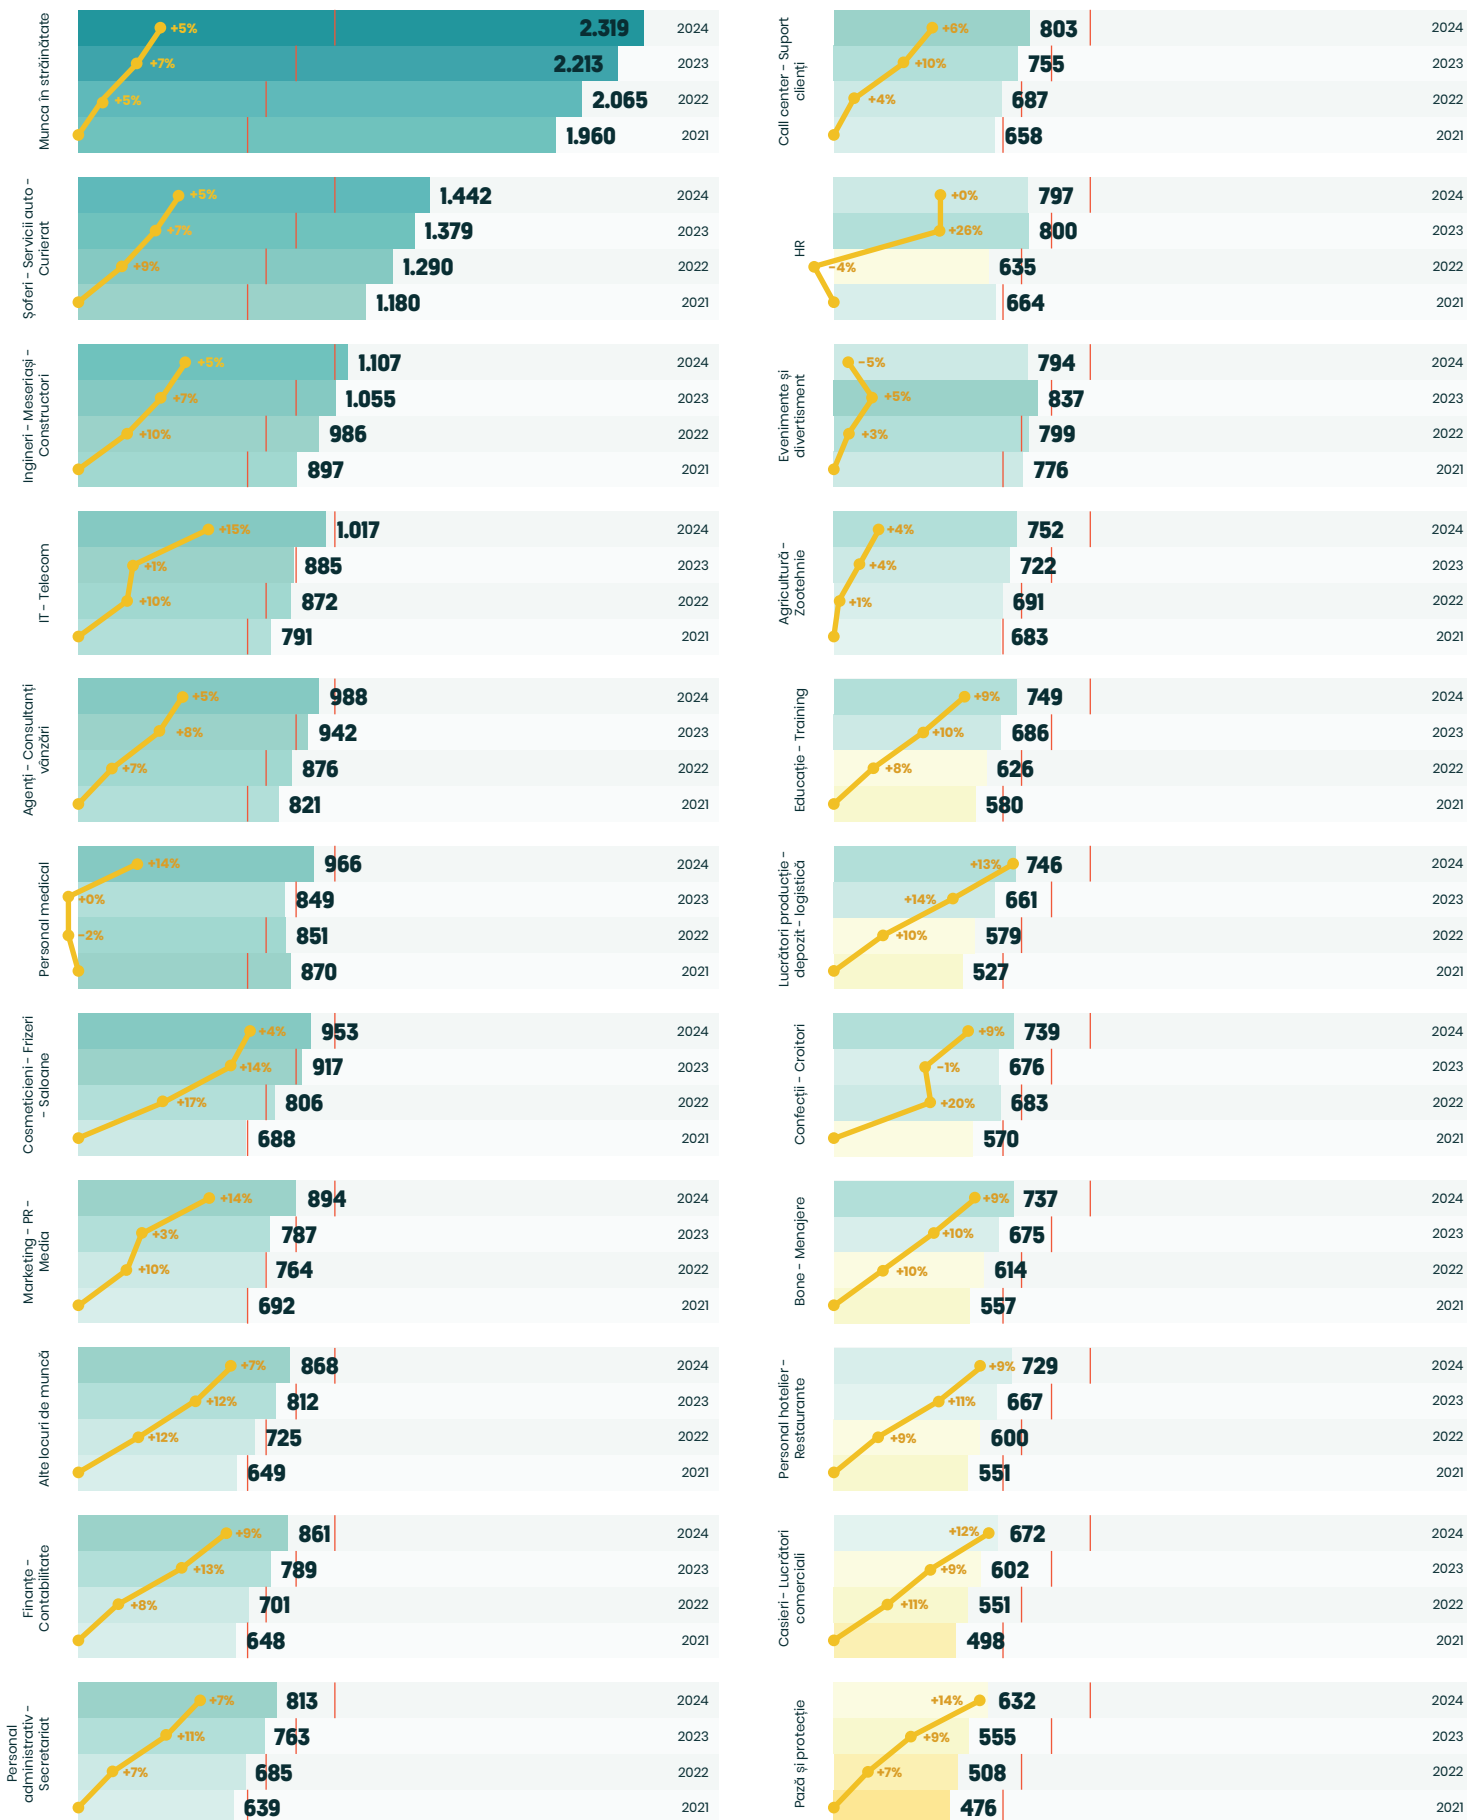 Munca în străinătate
+5% 2.319 2024
+7% 2.213 2023
+5% 2.065 2022
1.960 2021
Șoferi - Servicii auto -
Curierat
+5% 1.442 2024
+7% 1.379 2023
+9% 1.290 2022
1.180 2021
Ingineri - Meseriași -
Constructori
+5% 1.107 2024
+7% 1.055 2023
+10% 986 2022
897 2021
IT - Telecom
+15% 1.017 2024
+1% 885 2023
+10% 872 2022
791 2021
Agenți - Consultanți
vânzări
+5% 988 2024
+8% 942 2023
+7% 876 2022
821 2021
Personal medical
+14% 966 2024
+0% 849 2023
-2% 851 2022
870 2021
Cosmeticieni - Frizeri
- Saloane
+4% 953 2024
+14% 917 2023
+17% 806 2022
688 2021
Marketing - PR -
Media
+14% 894 2024
+3% 787 2023
+10% 764 2022
692 2021
Alte locuri de muncă
+7% 868 2024
+12% 812 2023
+12% 725 2022
649 2021
Finanțe -
Contabilitate
+9% 861 2024
+13% 789 2023
+8% 701 2022
648 2021
Personal
administrativ -
Secretariat
+7% 813 2024
+11% 763 2023
+7% 685 2022
639 2021
Call center - Suport
clienți
+6% 803 2024
+10% 755 2023
+4% 687 2022
658 2021
HR
+0% 797 2024
+26% 800 2023
-4% 635 2022
664 2021
Evenimente și
divertisment
-5% 794 2024
+5% 837 2023
+3% 799 2022
776 2021
Agricultură -
Zootehnie
+4% 752 2024
+4% 722 2023
+1% 691 2022
683 2021
Educație - Training
+9% 749 2024
+10% 686 2023
+8% 626 2022
580 2021
Lucrători producție -
depozit - logistică
+13% 746 2024
+14% 661 2023
+10% 579 2022
527 2021
Confecții - Croitori
+9% 739 2024
-1% 676 2023
+20% 683 2022
570 2021
Bone - Menajere
+9% 737 2024
+10% 675 2023
+10% 614 2022
557 2021
Personal hotelier -
Restaurante
+9% 729 2024
+11% 667 2023
+9% 600 2022
551 2021
Casieri - Lucrători
comerciali
+12% 672 2024
+9% 602 2023
+11% 551 2022
498 2021
Pază și protecție
+14% 632 2024
+9% 555 2023
+7% 508 2022
476 2021